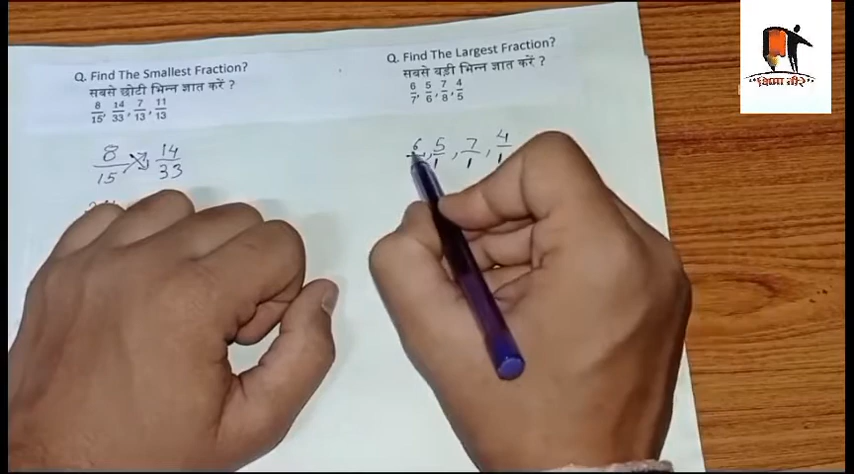 Q. Find The Smallest Fraction?
सबसे छोटी भिन्न ज्ञात करें ?
8/15, 14/33, 7/13, 11/13
8/15, 14/33
Q. Find The Largest Fraction?
सबसे बड़ी भिन्न ज्ञात करें ?
6/7, 5/6, 7/8, 4/5
6, 5/1, 7/1, 4/1